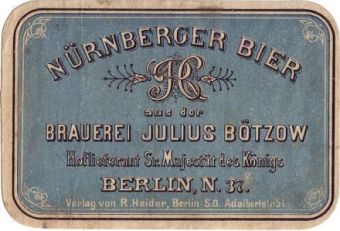 NÜRNBERGER BIER
aus der
BRAUEREI JULIUS BÖTZOW
Hoflieferant Sr. Majestät des Königs
BERLIN, N. 37.
Verlag von R. Heider, Berlin S.O. Adalbertstr. 51.